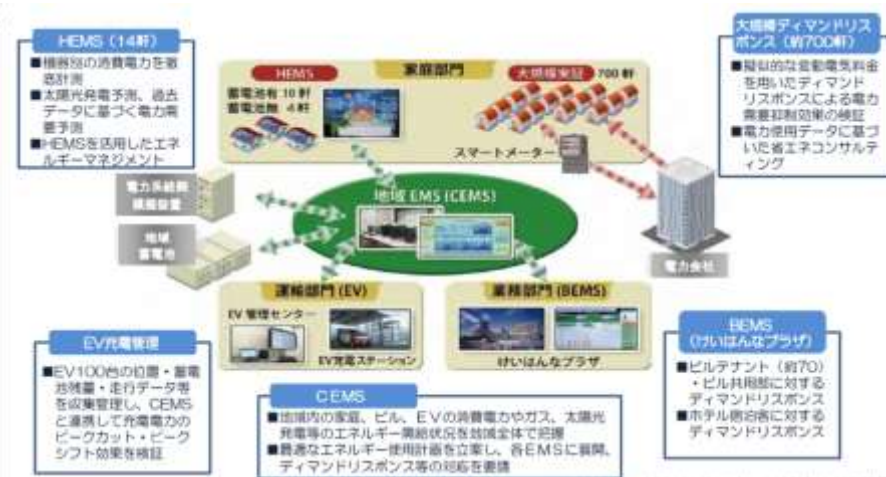 HEMS（14軒）
■機器別の消費電力を徹
底計測
■太陽光発電予測、過去
データに基づく電力需
要予測
■HEMSを活用したエネ
ルギーマネジメント
家庭部門
HEMS
蓄電池有 10軒
蓄電池無 4軒
大規模実証 700軒
スマートメーター
大規模ディマンドリス
ポンス（約700軒）
■擬似的な変動電気料金
を用いたディマンド
リスポンスによる電力
需要抑制効果の検証
■電力使用データに基づ
いた省エネコンサルテ
ィング
電力系統側
模擬装置
地域
蓄電池
地域EMS(CEMS)
電力会社
運輸部門(EV)
EV管理センター
EV充電ステーション
業務部門(BEMS)
けいはんなプラザ
EV充電管理
■EV100台の位置・蓄電
池残量・走行データ等
を収集管理し、CEMS
と連携して充電電力の
ピークカット・ピーク
シフト効果を検証
CEMS
■地域内の家庭、ビル、EVの消費電力やガス、太陽光
発電等のエネルギー需給状況を地域全体で把握
■最適なエネルギー使用計画を立案し、各EMSに展開、
ディマンドリスポンス等の対応を要請
BEMS
(けいはんなプラザ)
■ビルテナント（約70）
・ビル共用部に対する
ディマンドリスポンス
■ホテル宿泊客に対する
ディマンドリスポンス